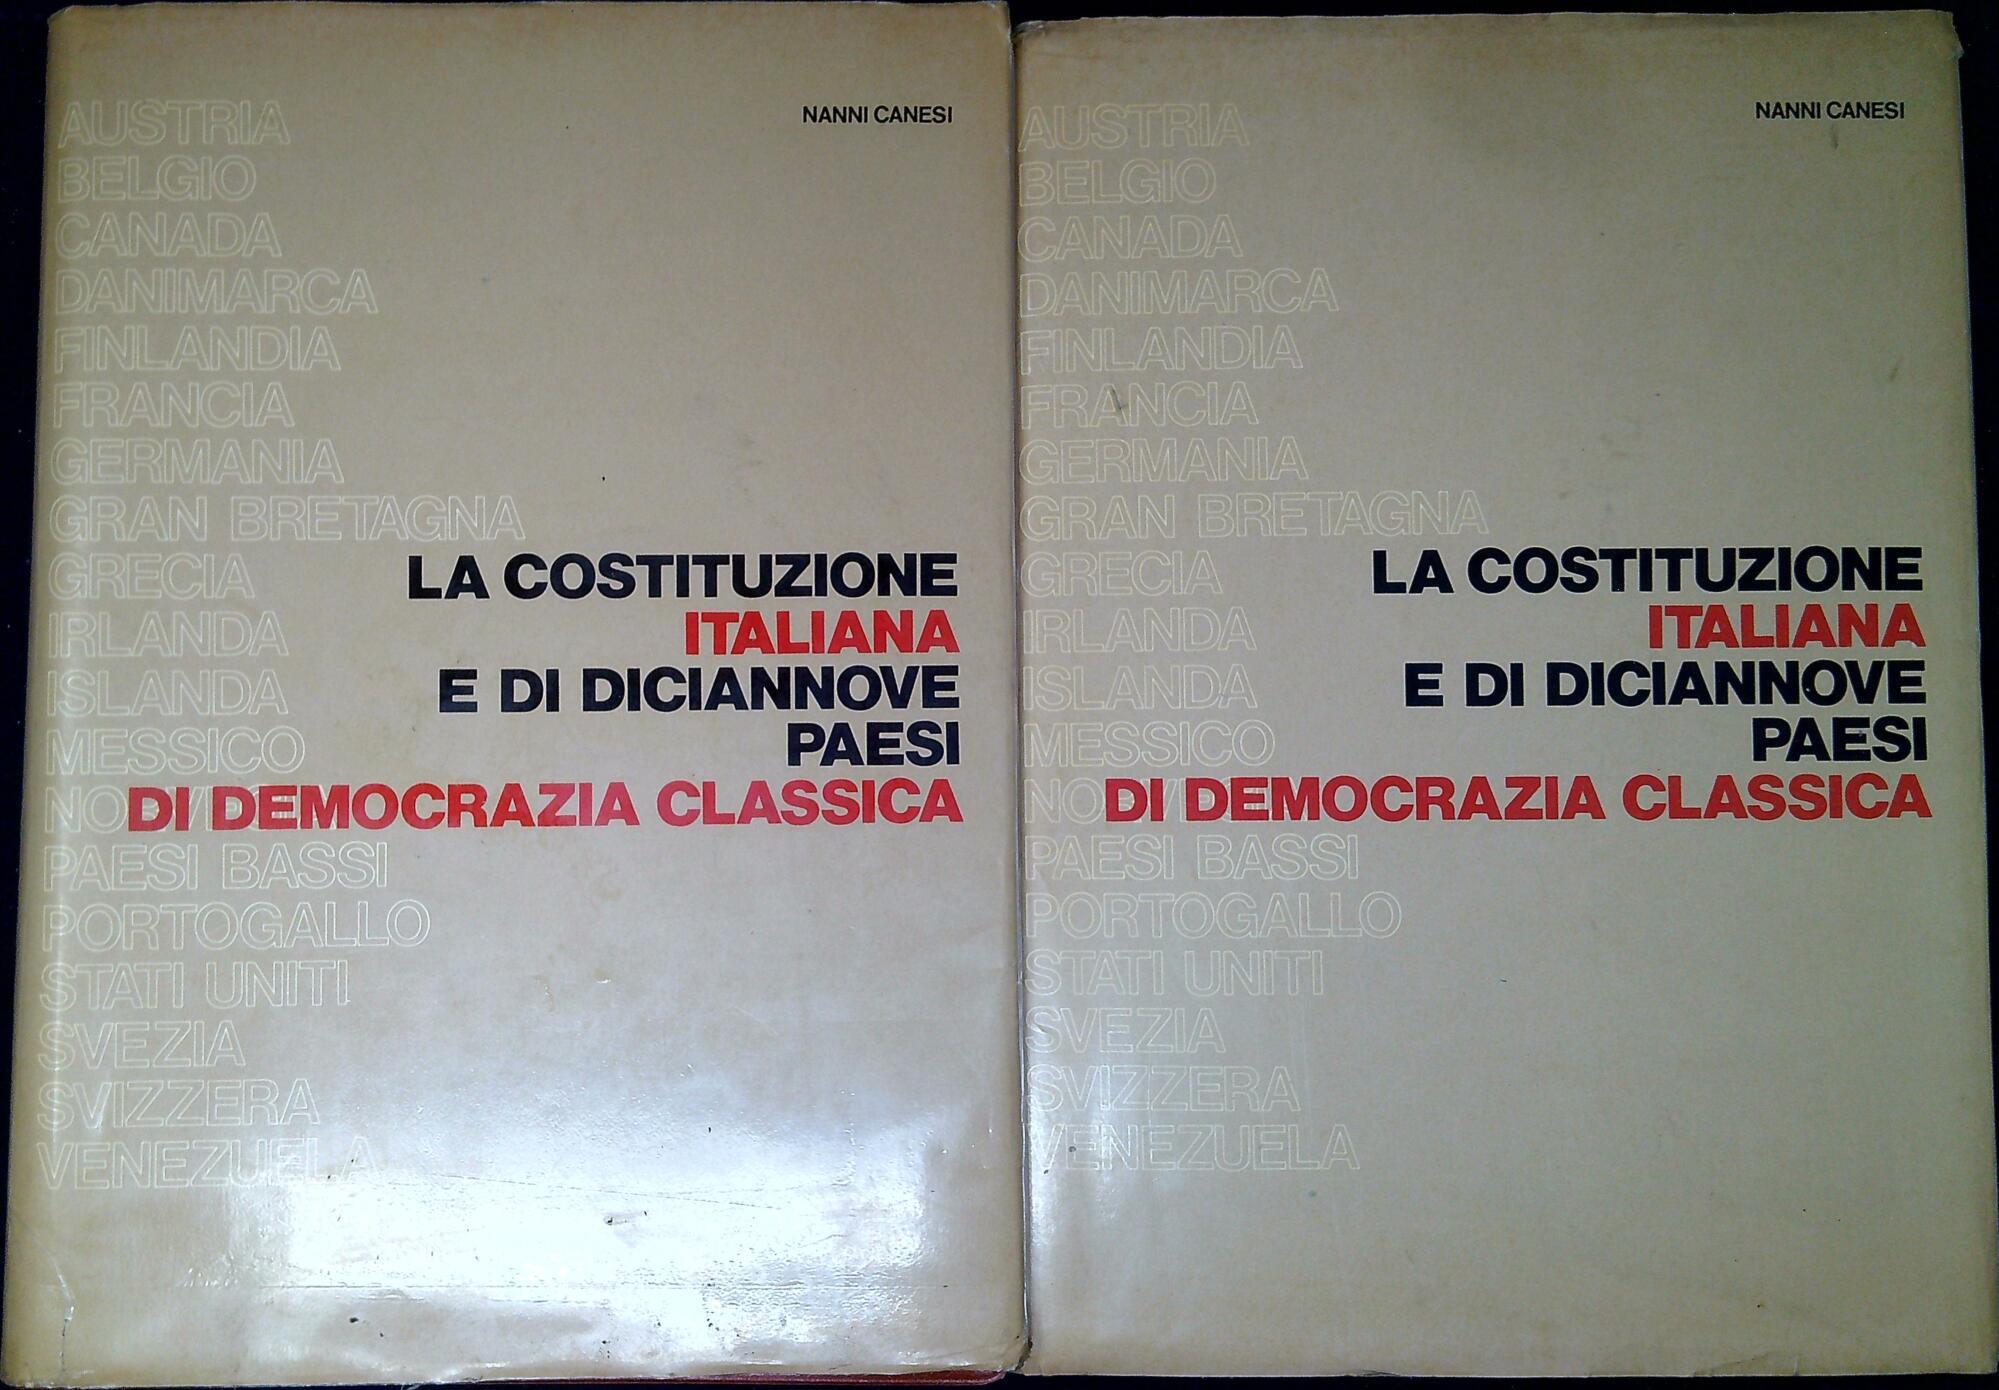 NANNI CANESI
AUSTRIA
BELGIO
CANADA
DANIMARCA
FINLANDIA
FRANCIA
GERMANIA
GRAN BRETAGNA
GRECIA
IRLANDA
ISLANDA
MESSICO
PAESI BASSI
PORTOGALLO
STATI UNITI
SVEZIA
SVIZZERA
VENEZUELA
LA COSTITUZIONE
ITALIANA
E DI DICIANNOVE
PAESI
DI DEMOCRAZIA CLASSICA
NANNI CANESI
AUSTRIA
BELGIO
CANADA
DANIMARCA
FINLANDIA
FRANCIA
GERMANIA
GRAN BRETAGNA
GRECIA
IRLANDA
ISLANDA
MESSICO
PAESI BASSI
PORTOGALLO
STATI UNITI
SVEZIA
SVIZZERA
VENEZUELA
LA COSTITUZIONE
ITALIANA
E DI DICIANNOVE
PAESI
DI DEMOCRAZIA CLASSICA